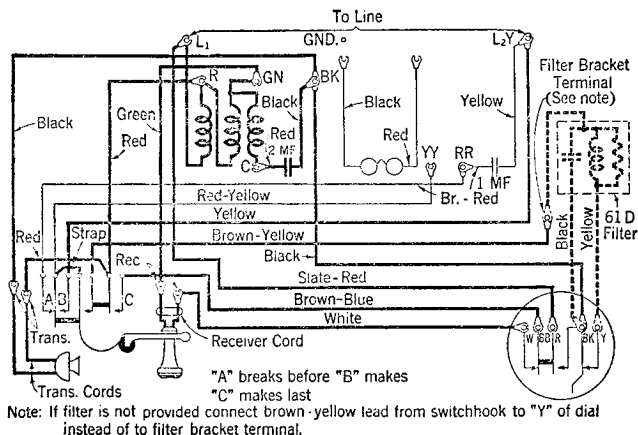 To Line
L1
GND.
L2Y
R
GN
BK
Filter Bracket
Terminal
(See note)
Green
Black
Black
Yellow
Black
Red
Red
2 MF
Red
C
YY
RR
1 MF
Br.-Red
Red-Yellow
Yellow
Brown-Yellow
Black
Yellow
61D
Filter
Red
Strap
Black
Rec
Slate-Red
A B C
Brown-Blue
White
Trans.
W BB R BK Y
Receiver Cord
Trans. Cords
"A" breaks before "B" makes
"C" makes last
Note: If filter is not provided connect brown-yellow lead from switchhook to "Y" of dial
instead of to filter bracket terminal.